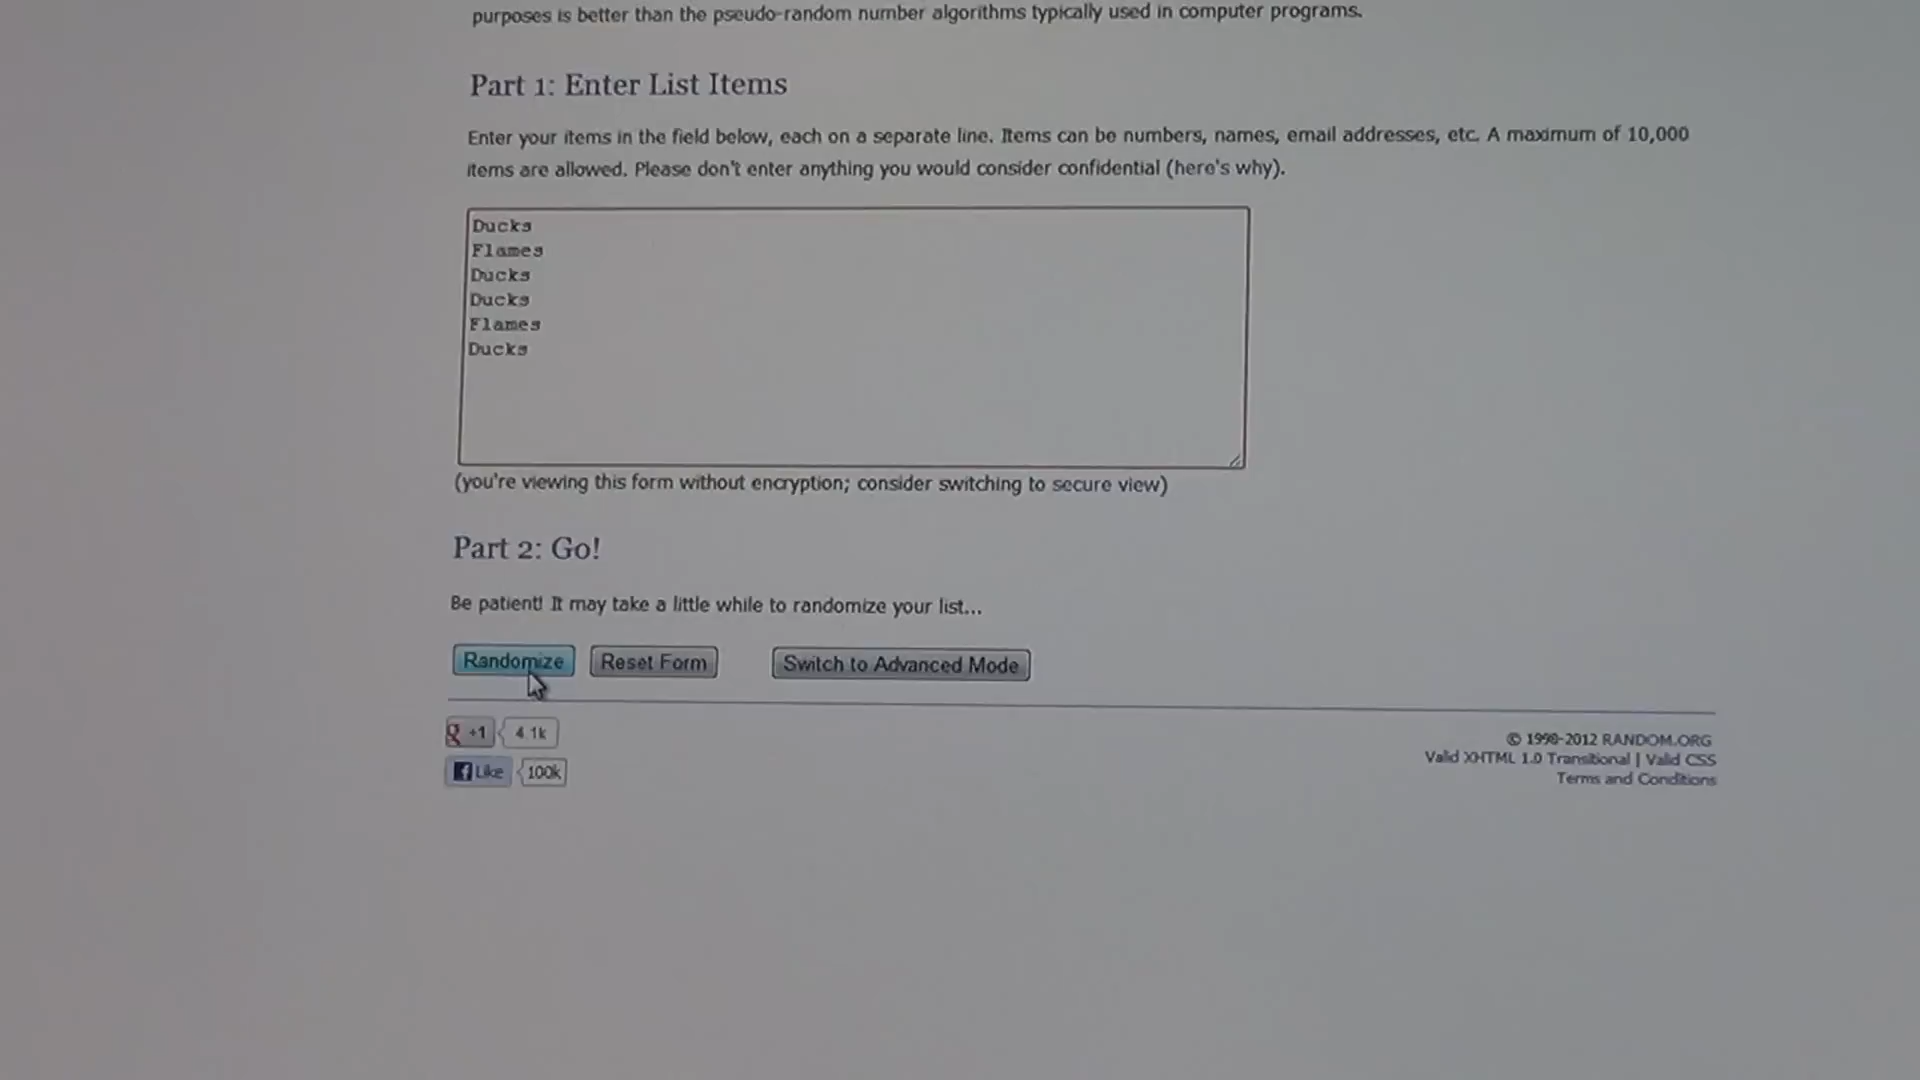 purposes is better than the pseudo-random number algorithms typically used in computer programs.
Part 1: Enter List Items
Enter your items in the field below, each on a separate line. Items can be numbers, names, email addresses, etc. A maximum of 10,000
items are allowed. Please don't enter anything you would consider confidential (here's why).
Ducks
Flames
Ducks
Ducks
Flames
Ducks
(you're viewing this form without encryption; consider switching to secure view)
Part 2: Go!
Be patient! It may take a little while to randomize your list...
Randomize Reset Form Switch to Advanced Mode
g +1 4.1k
f Like 100k
© 1998-2012 RANDOM.ORG
Valid XHTML 1.0 Transitional | Valid CSS
Terms and Conditions